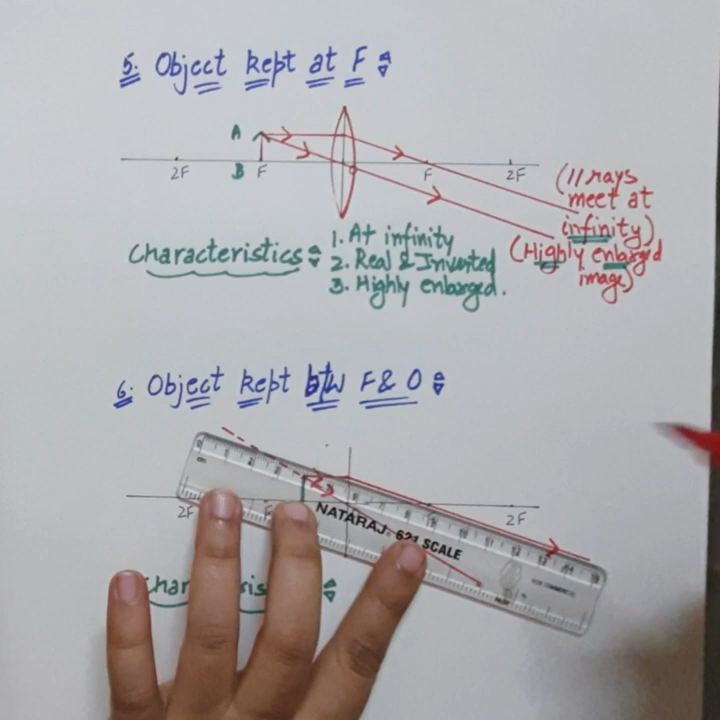 5. Object kept at F :
A
B
2F
F
F
2F
(11 rays
meet at
infinity)
(Highly enlarged
image)
Characteristics :
1. At infinity
2. Real & Inverted
3. Highly enlarged.
6. Object kept btw F & O :
2F
F
2F
NATARAJ. 621 SCALE